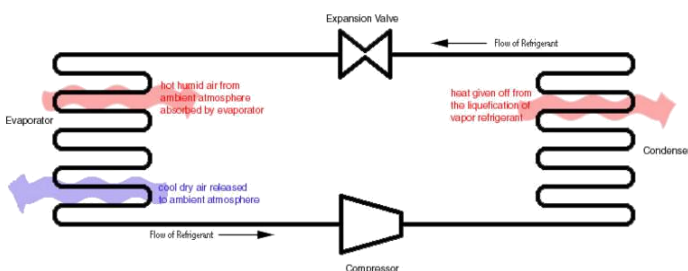 Expansion Valve
Flow of Refrigerant
hot humid air from
ambient atmosphere
absorbed by evaporator
heat given off from
the liquefication of
vapor refrigerant
Evaporator
Condense
cool dry air released
to ambient atmosphere
Flow of Refrigerant
Compressor